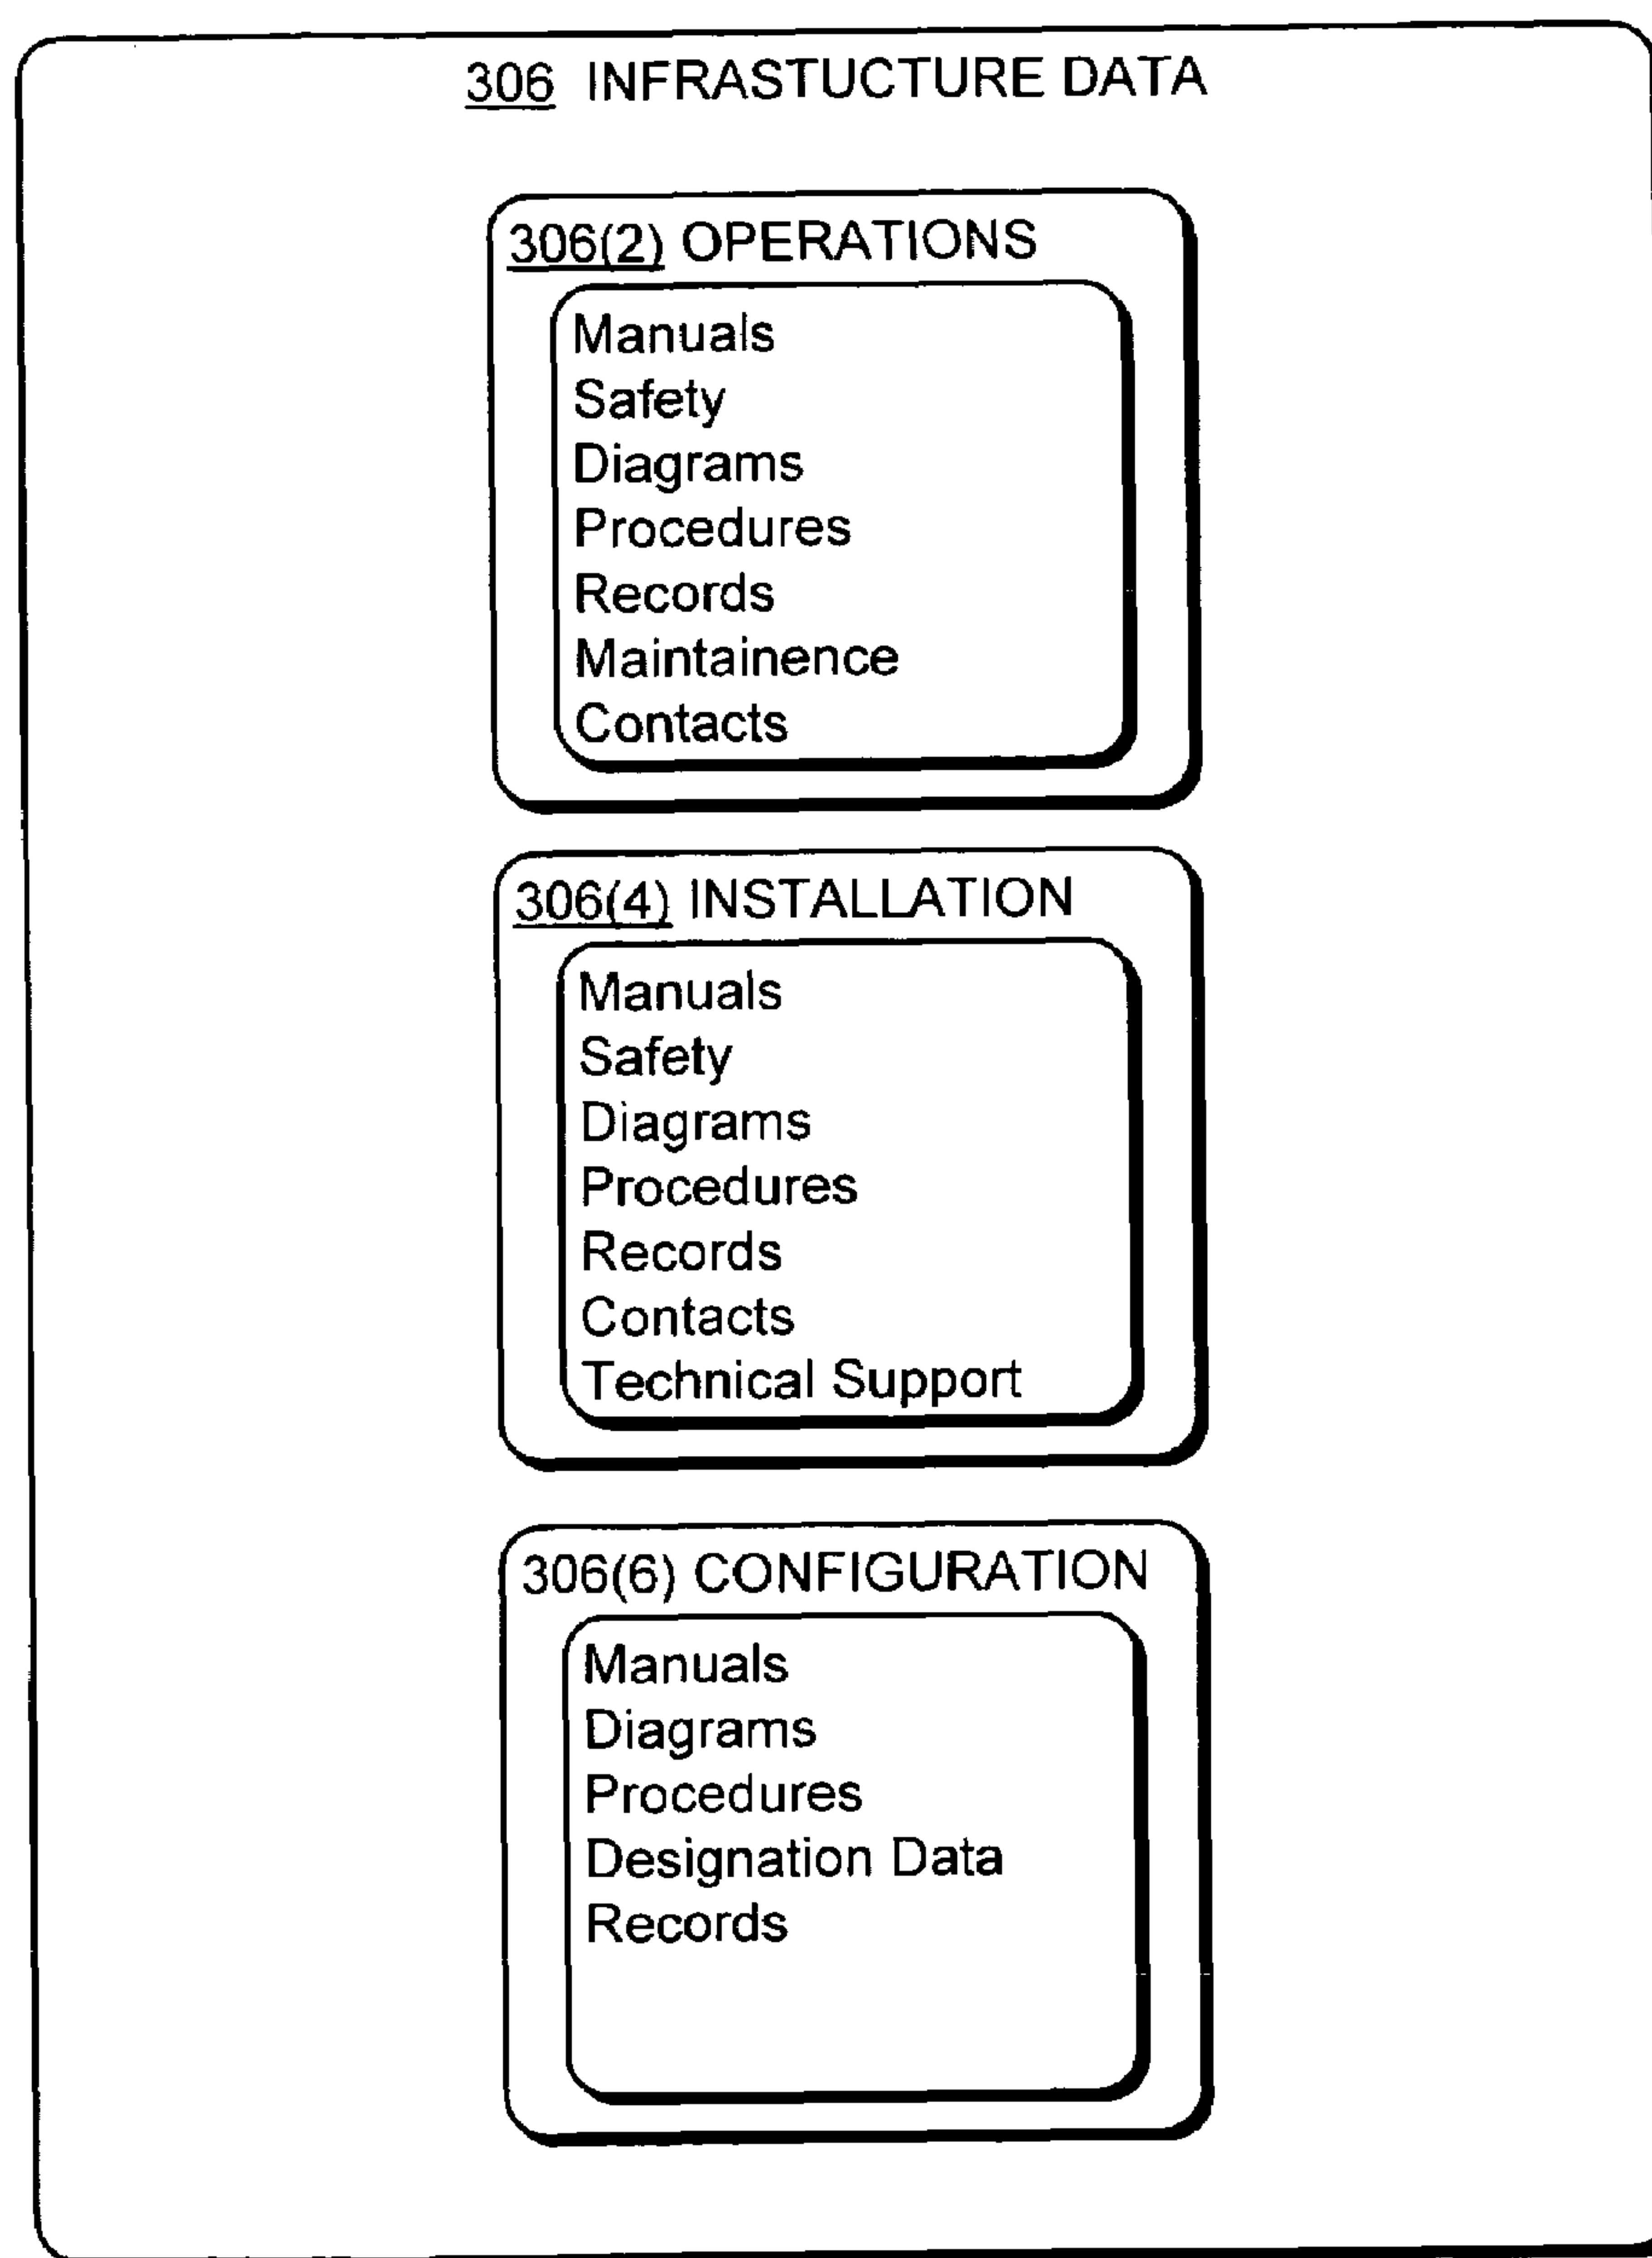 306 INFRASTUCTURE DATA
306(2) OPERATIONS
Manuals
Safety
Diagrams
Procedures
Records
Maintainence
Contacts
306(4) INSTALLATION
Manuals
Safety
Diagrams
Procedures
Records
Contacts
Technical Support
306(6) CONFIGURATION
Manuals
Diagrams
Procedures
Designation Data
Records